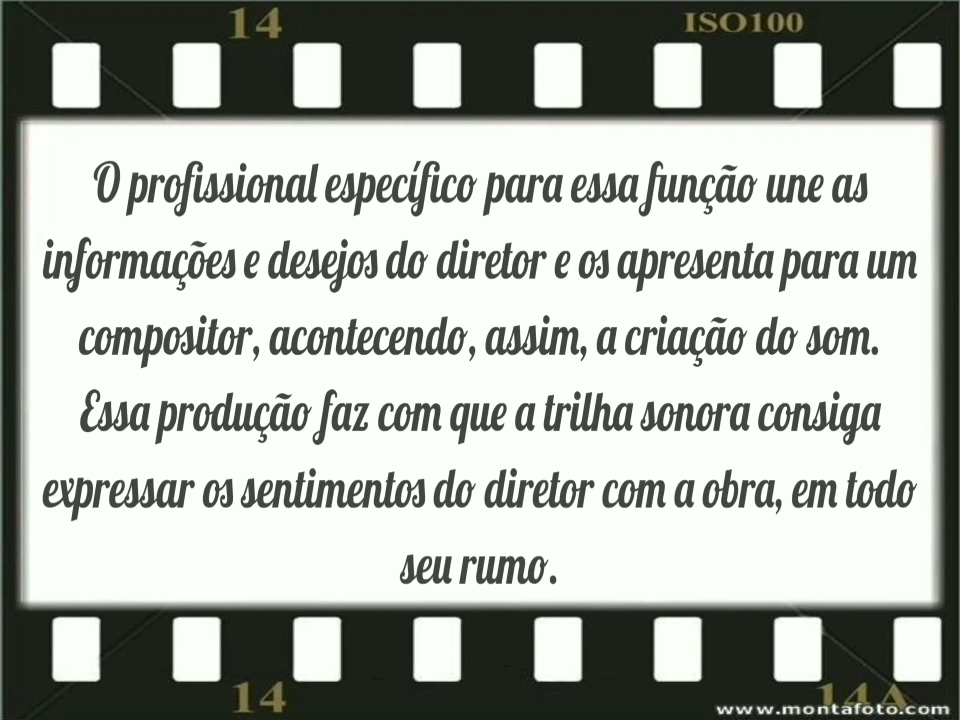 14 ISO100
O profissional específico para essa função une as
informações e desejos do diretor e os apresenta para um
compositor, acontecendo, assim, a criação do som.
Essa produção faz com que a trilha sonora consiga
expressar os sentimentos do diretor com a obra, em todo
seu rumo.
14 14A
www.montafoto.com